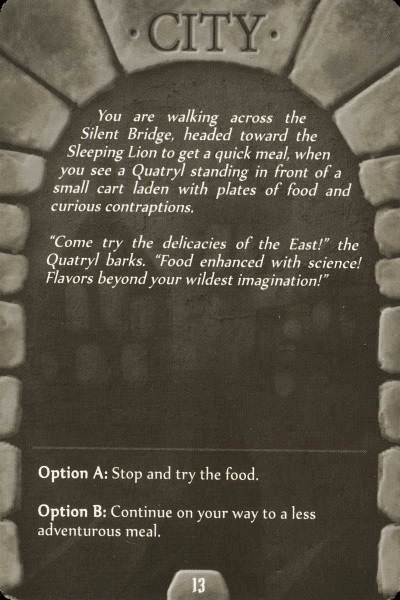 ·CITY·
You are walking across the
Silent Bridge, headed toward the
Sleeping Lion to get a quick meal, when
you see a Quatryl standing in front of a
small cart laden with plates of food and
curious contraptions.
“Come try the delicacies of the East!” the
Quatryl barks. “Food enhanced with science!
Flavors beyond your wildest imagination!”
Option A: Stop and try the food.
Option B: Continue on your way to a less
adventurous meal.
13